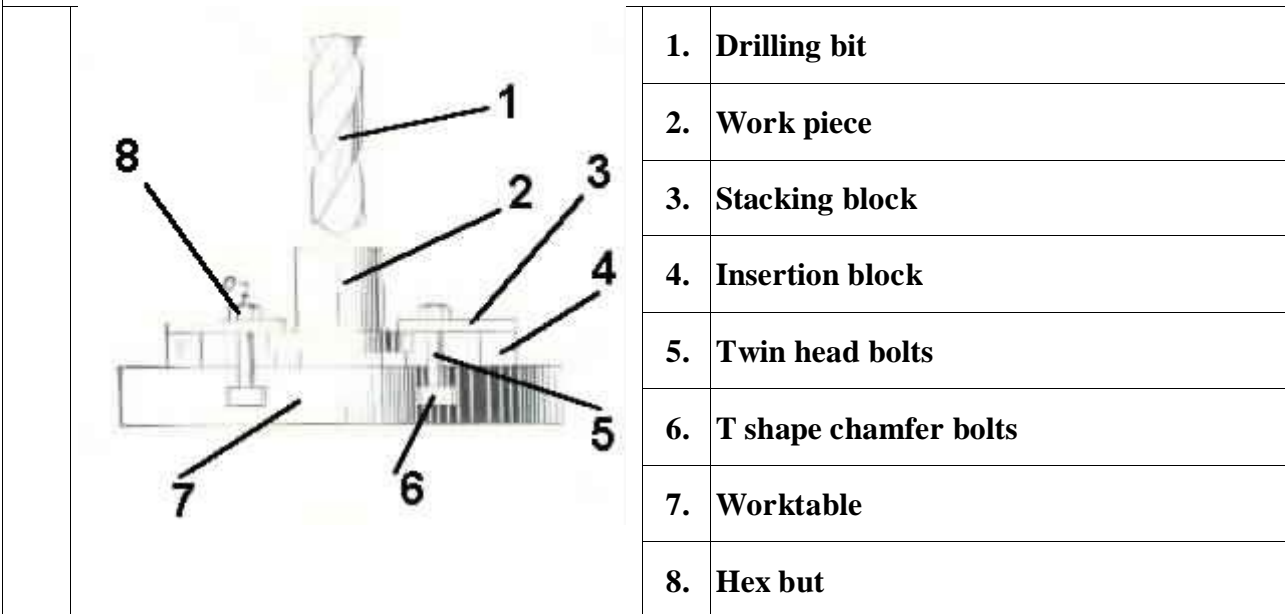 1
8
3
2
4
5
6
7
1. Drilling bit
2. Work piece
3. Stacking block
4. Insertion block
5. Twin head bolts
6. T shape chamfer bolts
7. Worktable
8. Hex but